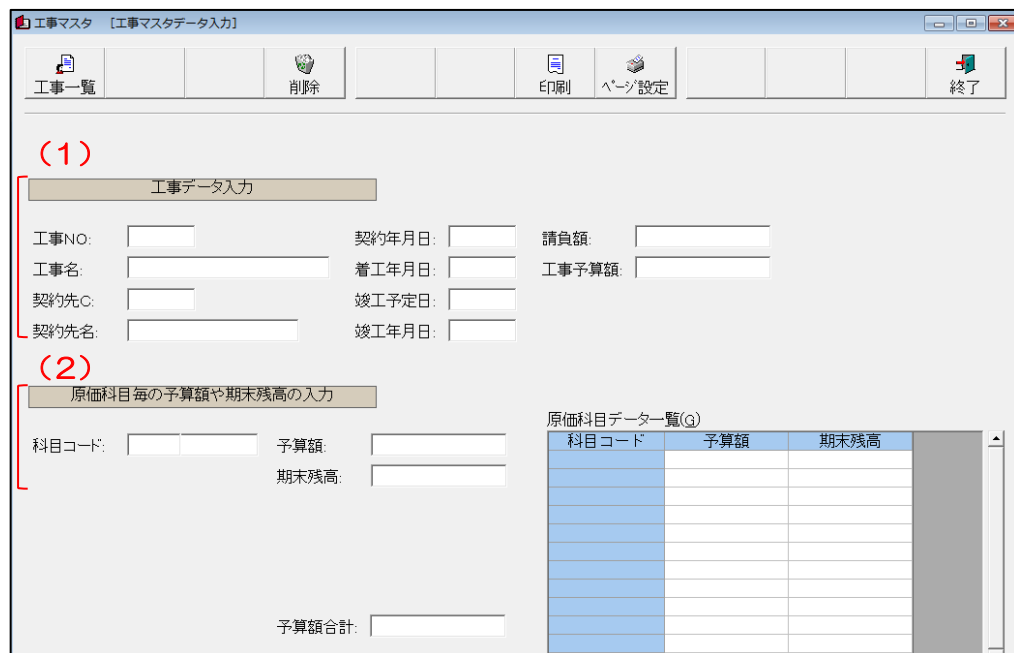 工事マスタ [工事マスタデータ入力]
工事一覧 削除 印刷 ページ設定 終了
(1)
工事データ入力
工事NO: 契約年月日: 請負額:
工事名: 着工年月日: 工事予算額:
契約先C: 竣工予定日:
契約先名: 竣工年月日:
(2)
原価科目毎の予算額や期末残高の入力
原価科目データ一覧(G)
科目コード 予算額 期末残高
科目コード: 予算額:
期末残高:
予算額合計: